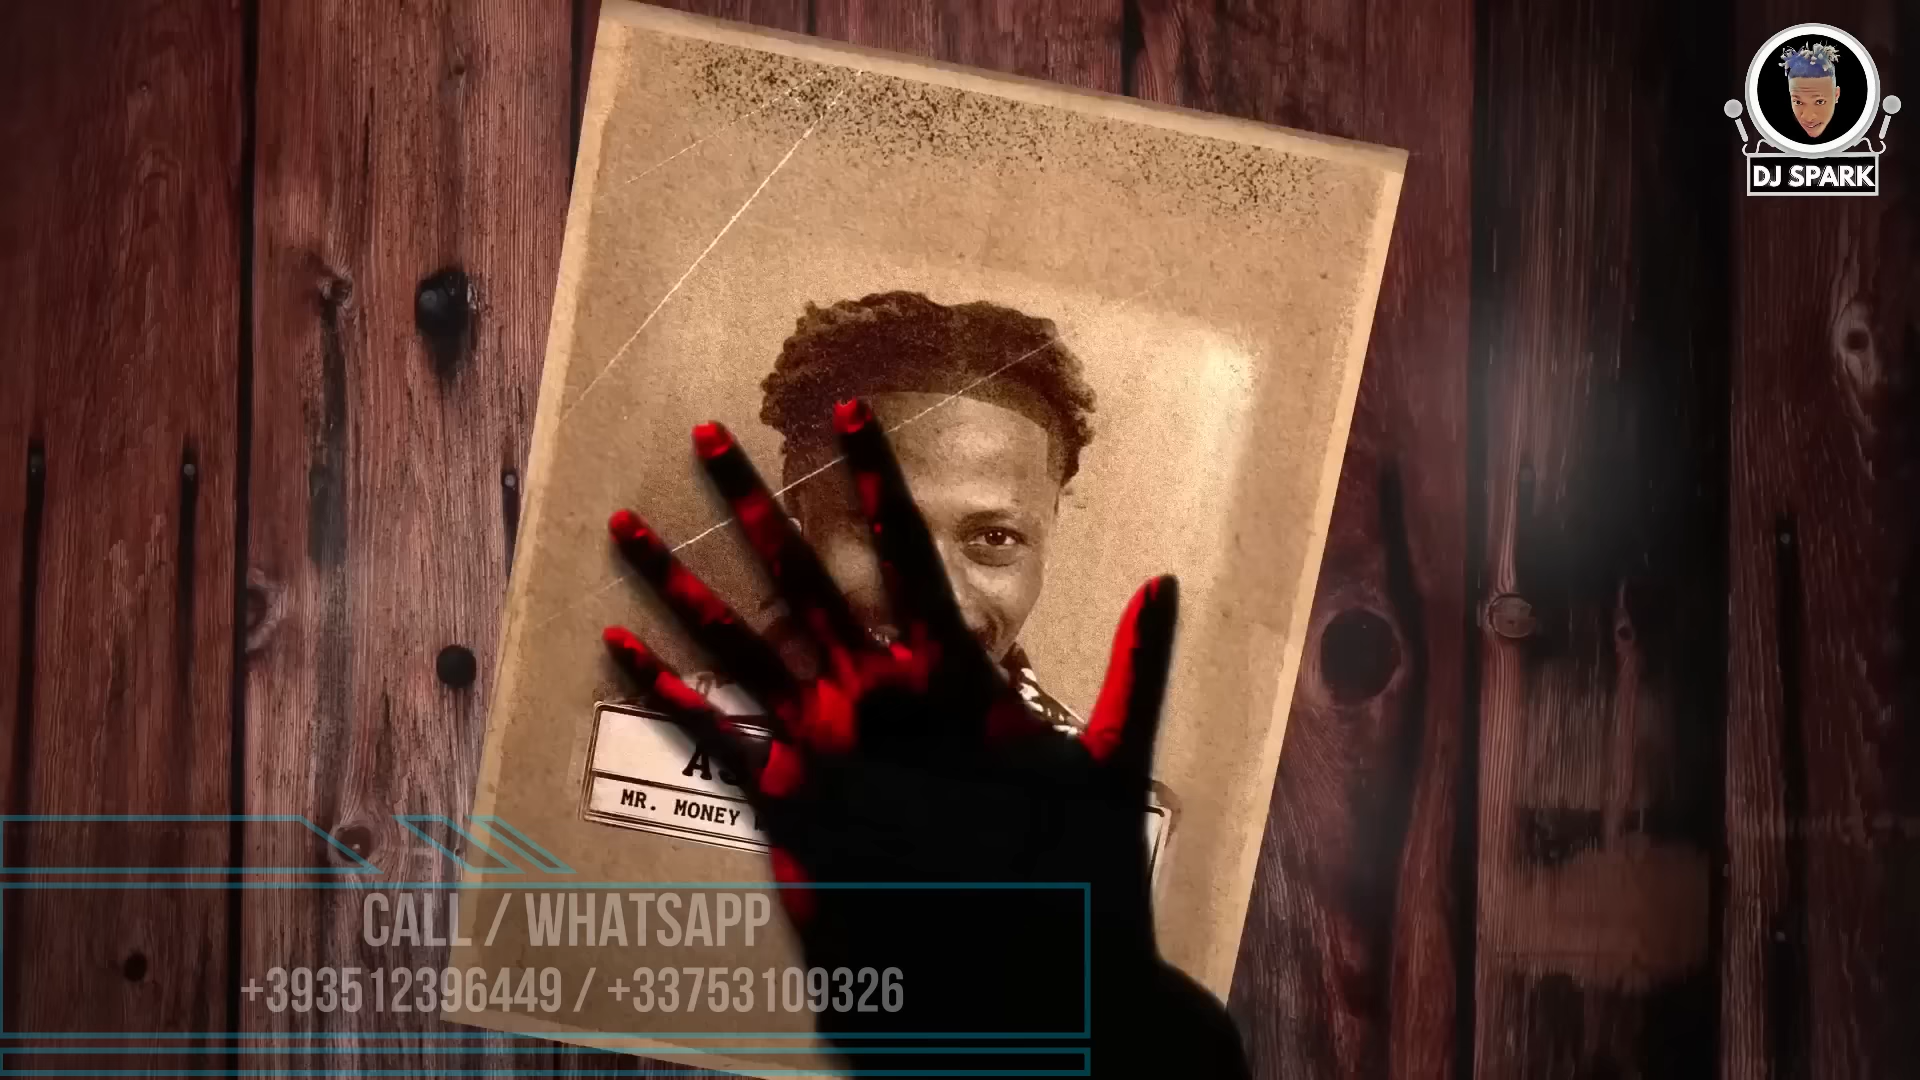 DJ SPARK
MR. MONEY
CALL / WHATSAPP
+393512396449 / +33753109326